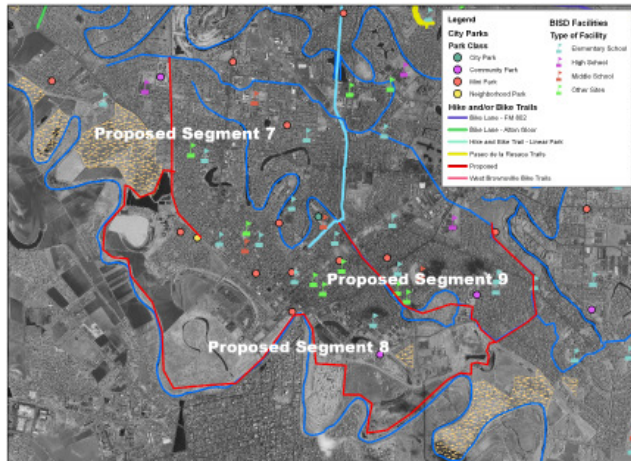 Legend
City Parks
Park Class
City Park
Community Park
Mini Park
Neighborhood Park
Hike and/or Bike Trails
Bike Lane - FM 802
Bike Lane - Alton Gloor
Hike and Bike Trail - Linear Park
Paseo de la Resaca Trails
Proposed
West Brownsville Bike Trails
BISD Facilities
Type of Facility
Elementary School
High School
Middle School
Other Sites
Proposed Segment 7
Proposed Segment 9
Proposed Segment 8